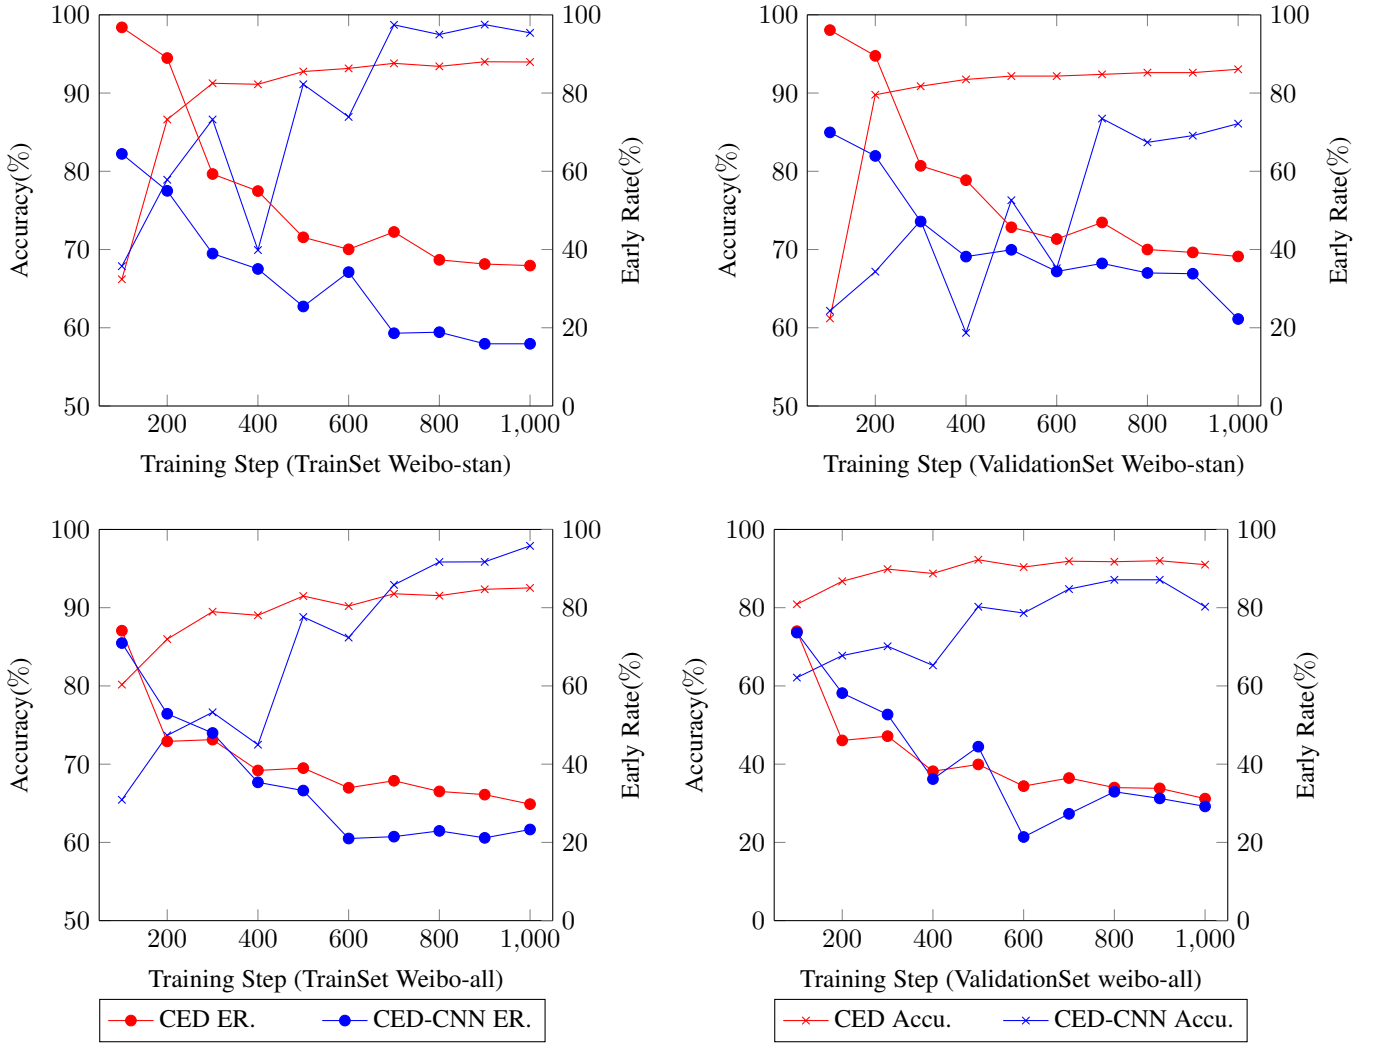 100
90
80
70
60
50
Accuracy(%)
200 400 600 800 1,000
100
80
60
40
20
0
Early Rate(%)
Training Step (TrainSet Weibo-stan)
100
90
80
70
60
50
Accuracy(%)
200 400 600 800 1,000
100
80
60
40
20
0
Early Rate(%)
Training Step (ValidationSet Weibo-stan)
100
90
80
70
60
50
Accuracy(%)
200 400 600 800 1,000
100
80
60
40
20
0
Early Rate(%)
Training Step (TrainSet Weibo-all)
100
80
60
40
20
0
Accuracy(%)
200 400 600 800 1,000
100
80
60
40
20
0
Early Rate(%)
Training Step (ValidationSet weibo-all)
CED ER. CED-CNN ER.
CED Accu. CED-CNN Accu.